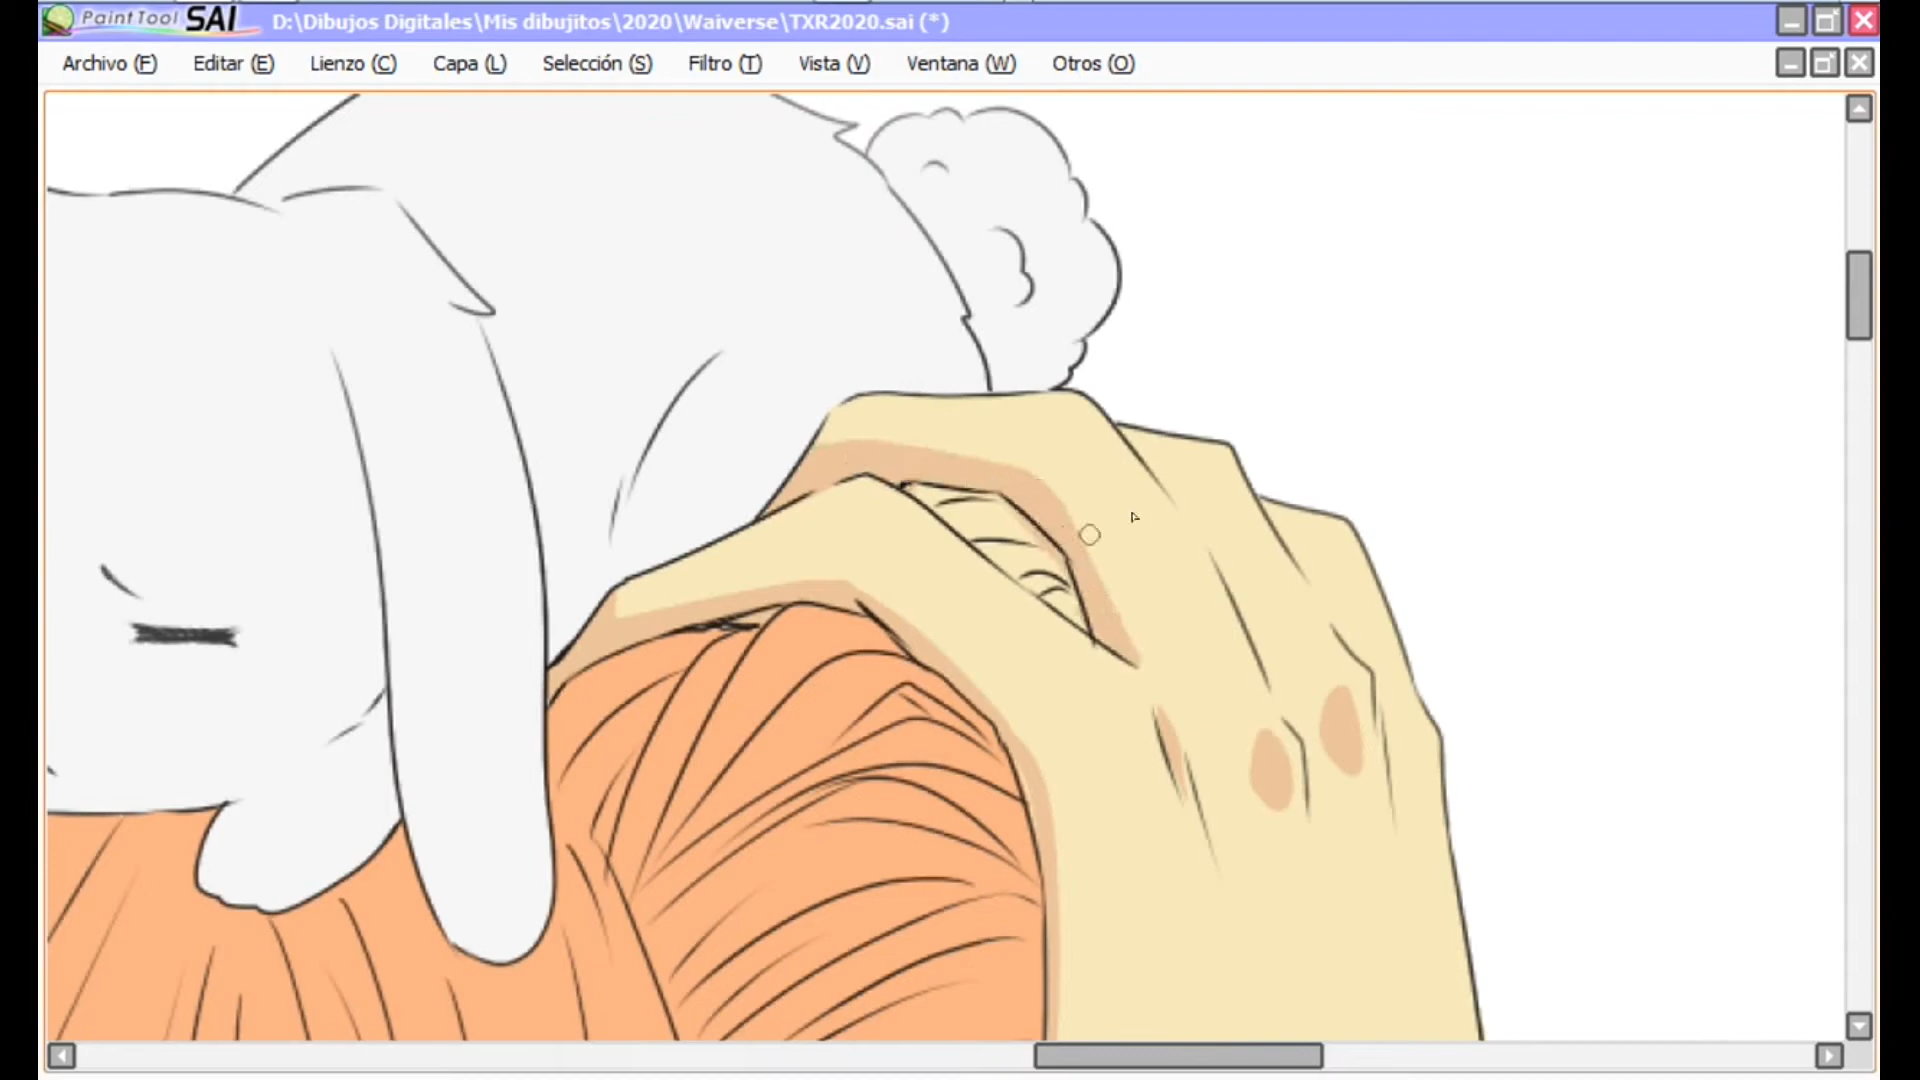 PaintTool SAI D:\Dibujos Digitales\Mis dibujitos\2020\Waiverse\TXR2020.sai (*)
Archivo (F) Editar (E) Lienzo (C) Capa (L) Selección (S) Filtro (T) Vista (V) Ventana (W) Otros (O)